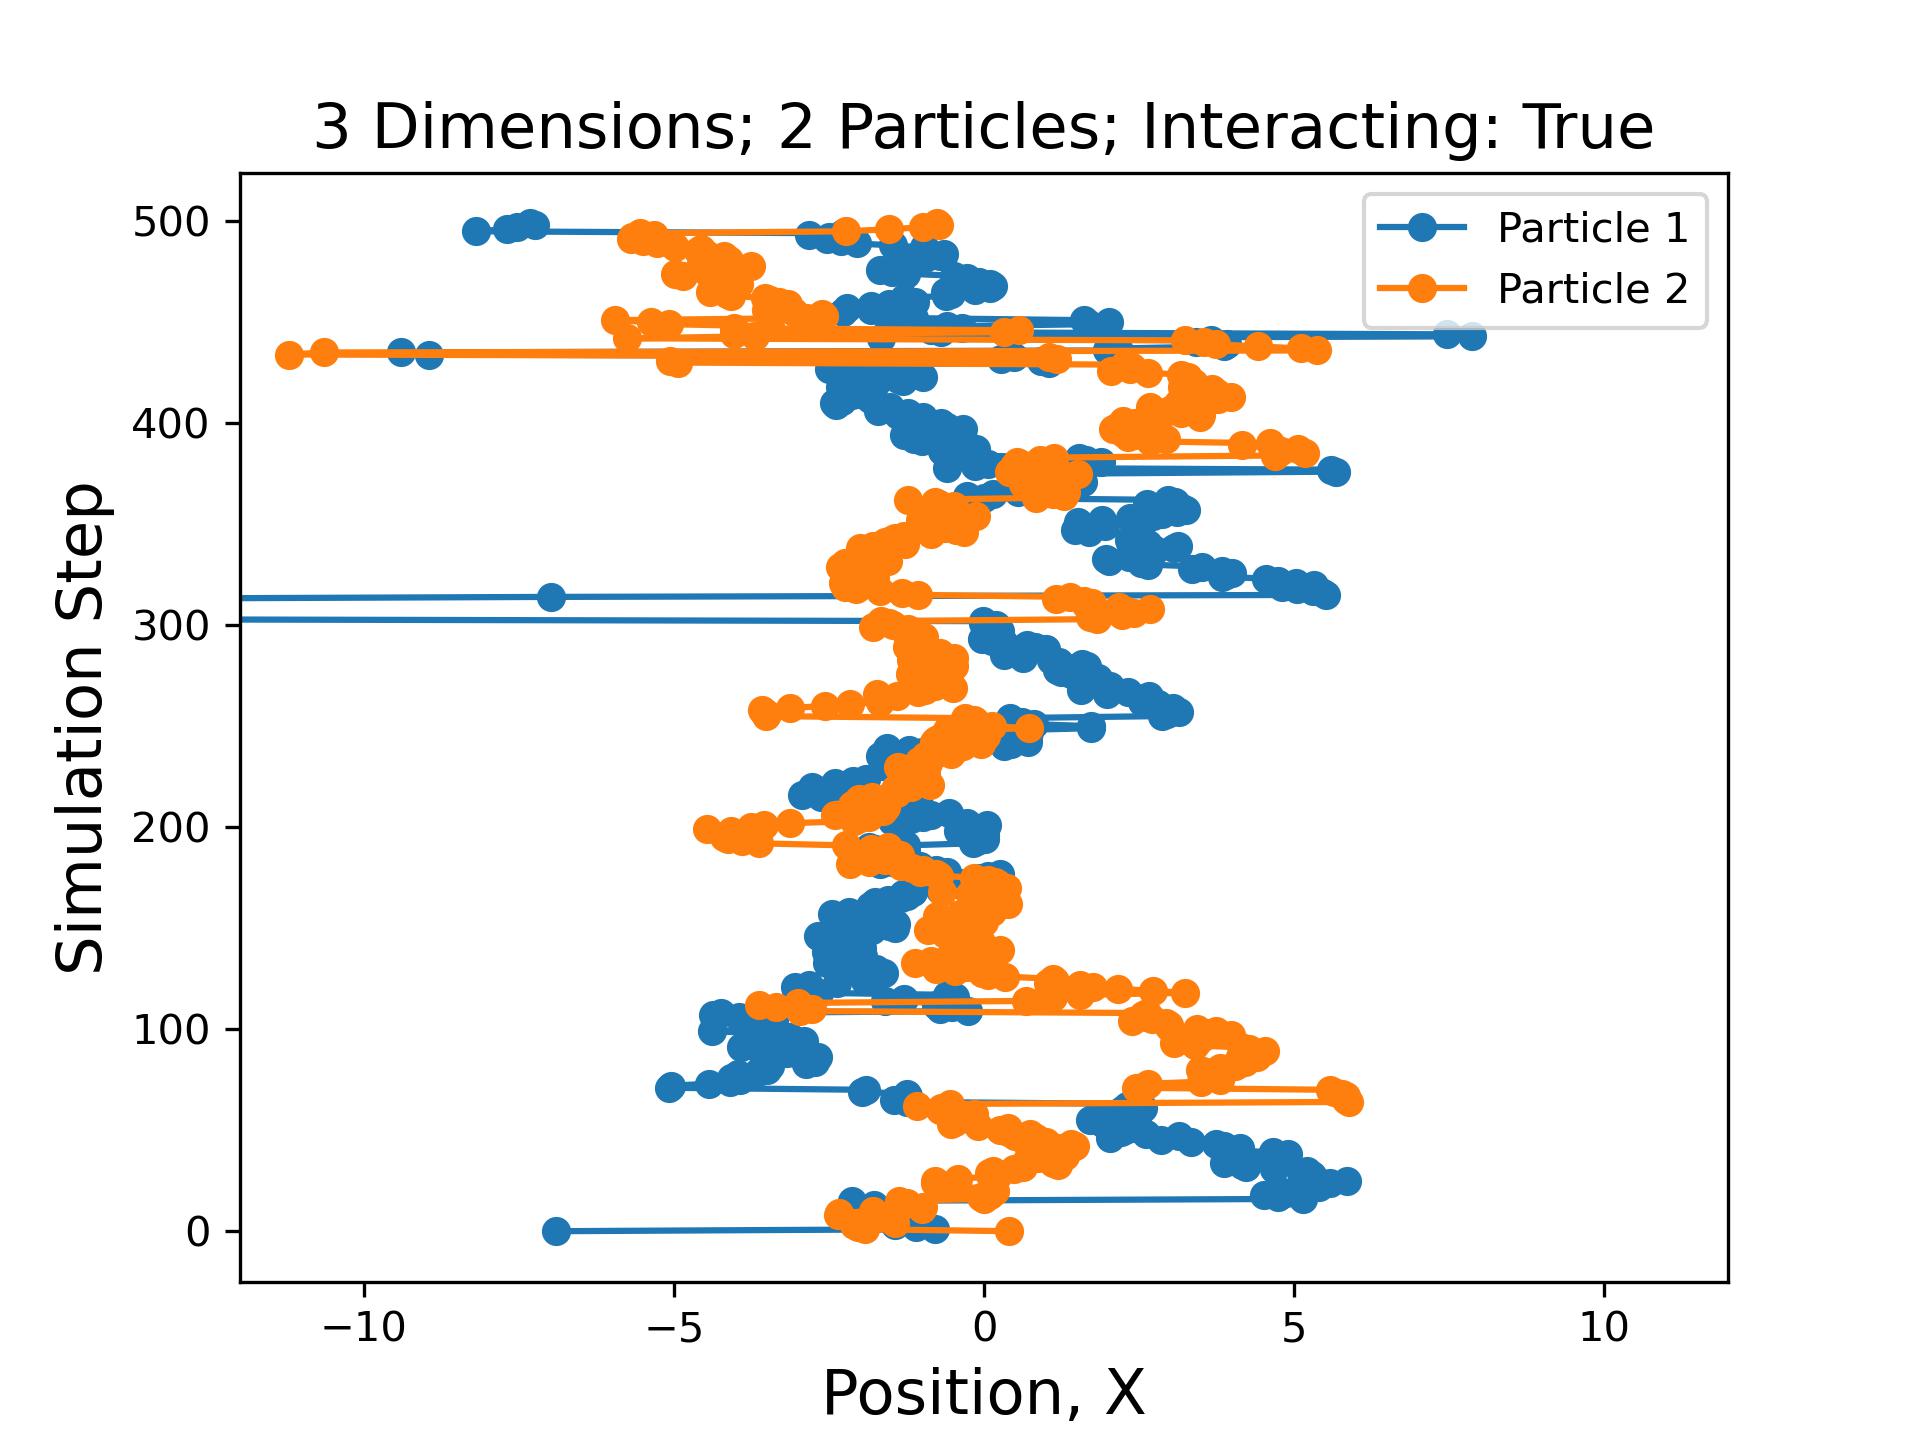 3 Dimensions; 2 Particles; Interacting: True
Particle 1
Particle 2
Simulation Step
500
400
300
200
100
0
−10
−5
0
5
10
Position, X